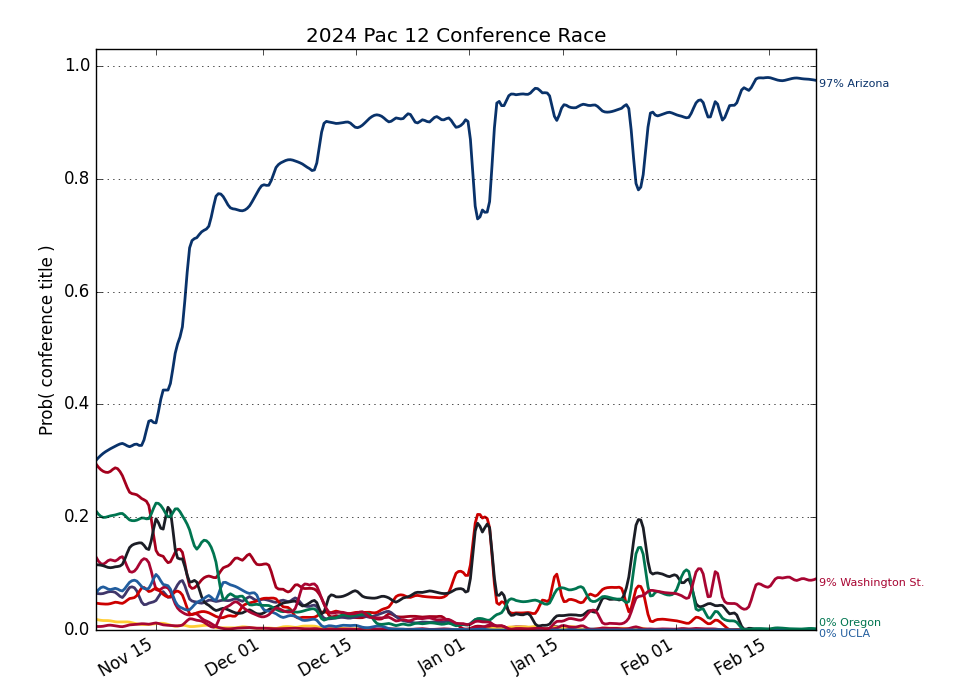 2024 Pac 12 Conference Race
1.0
0.8
0.6
0.4
0.2
0.0
Prob( conference title )
97% Arizona
9% Washington St.
0% Oregon
0% UCLA
Nov 15
Dec 01
Dec 15
Jan 01
Jan 15
Feb 01
Feb 15